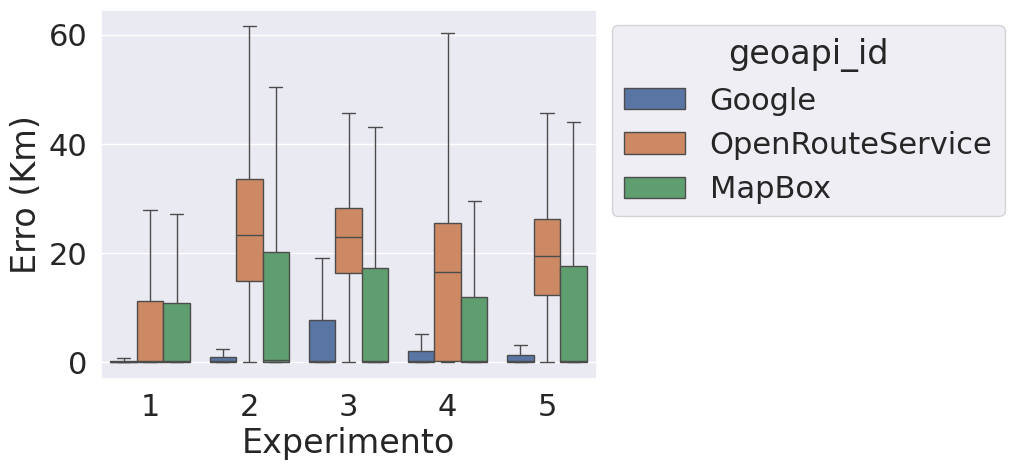 60
40
20
0
Erro (Km)
1 2 3 4 5
Experimento
geoapi_id
Google
OpenRouteService
MapBox